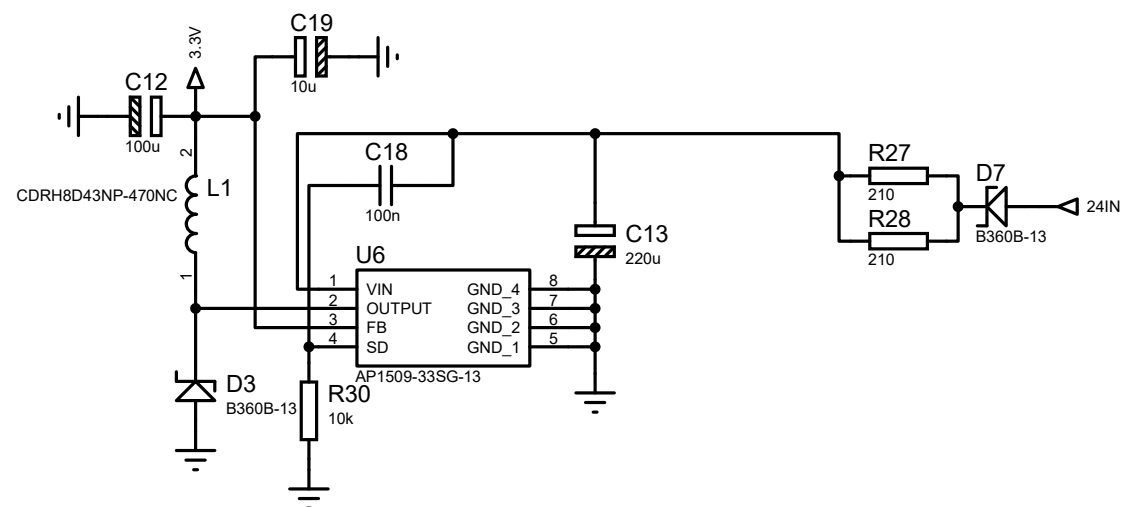 C19
10u
3.3V
C12
100u
2
CDRH8D43NP-470NC
L1
1
C18
100n
R27
210
D7
24IN
R28
210
B360B-13
C13
220u
U6
1 VIN GND_4 8
2 OUTPUT GND_3 7
3 FB GND_2 6
4 SD GND_1 5
AP1509-33SG-13
D3
B360B-13
R30
10k